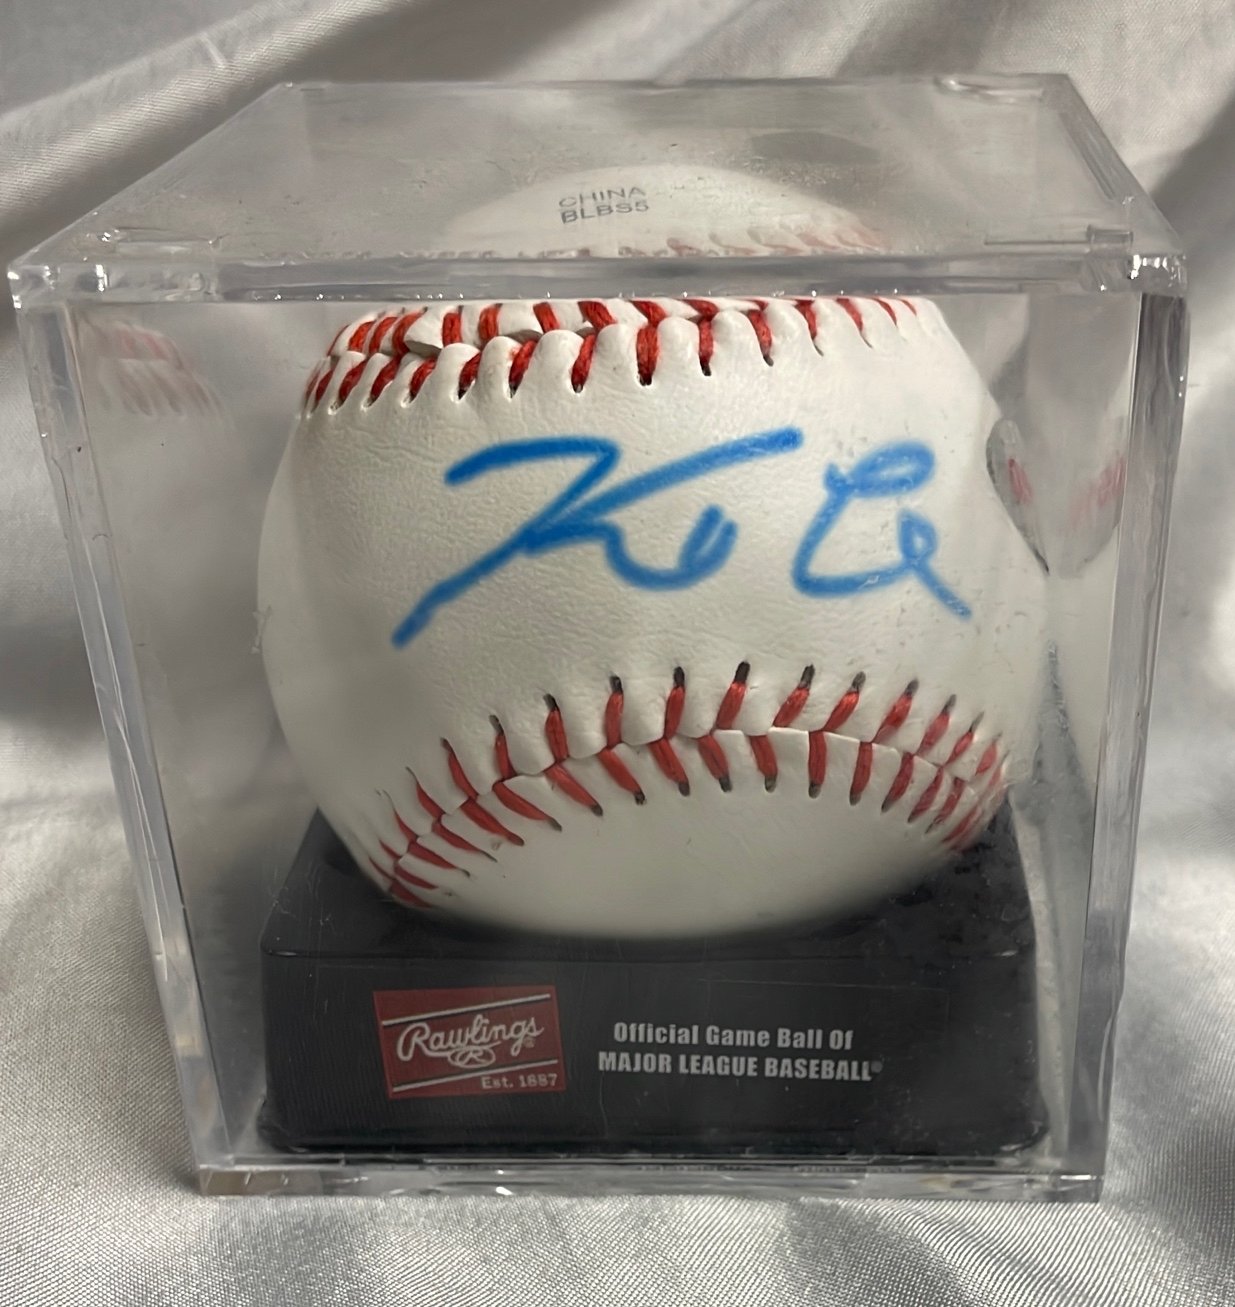 CHINA
BLBS5
Rawlings
R
Est. 1887
Official Game Ball Of
MAJOR LEAGUE BASEBALL®